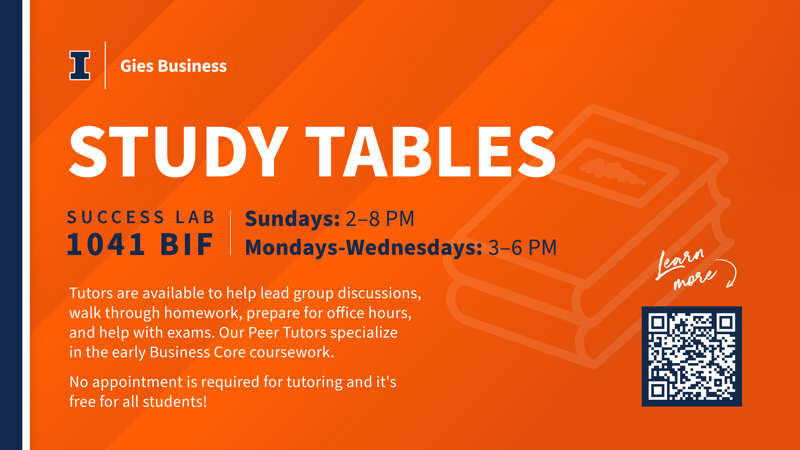 I
Gies Business
STUDY TABLES
SUCCESS LAB
1041 BIF
Sundays: 2–8 PM
Mondays-Wednesdays: 3–6 PM
Tutors are available to help lead group discussions,
walk through homework, prepare for office hours,
and help with exams. Our Peer Tutors specialize
in the early Business Core coursework.
No appointment is required for tutoring and it's
free for all students!
Learn
more